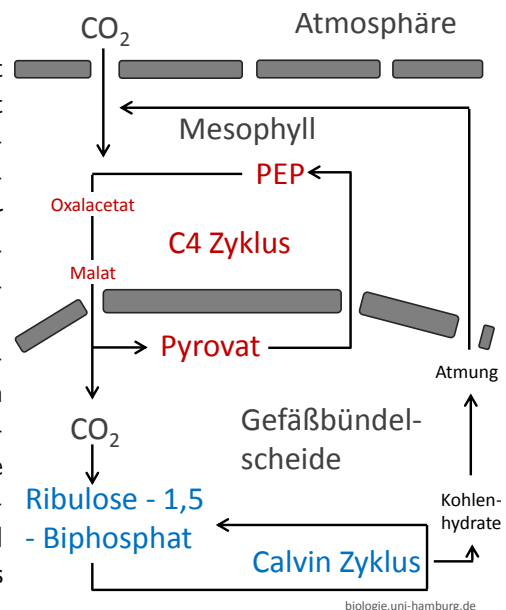 CO₂
Atmosphäre
Mesophyll
PEP
Oxalacetat
C4 Zyklus
Malat
Pyrovat
Atmung
CO₂
Gefäßbündel-
scheide
Ribulose - 1,5
- Biphosphat
Kohlen-
hydrate
Calvin Zyklus
biologie.uni-hamburg.de